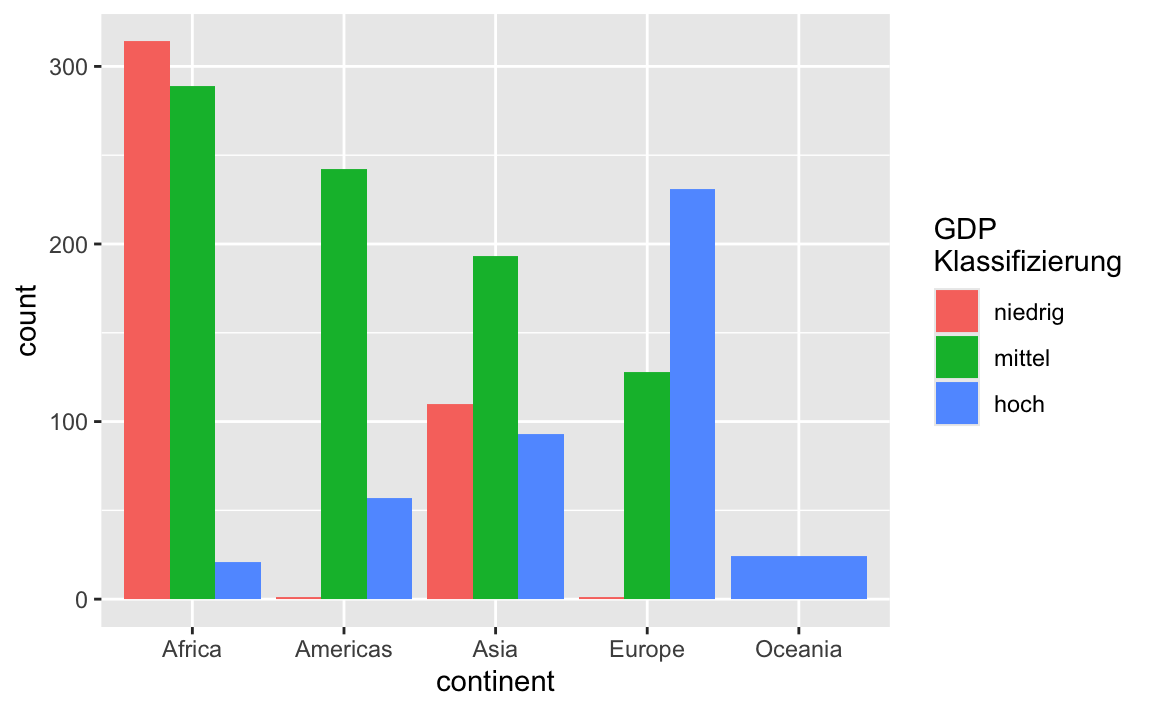 300
200
100
0
count
Africa
Americas
Asia
Europe
Oceania
continent
GDP
Klassifizierung
niedrig
mittel
hoch